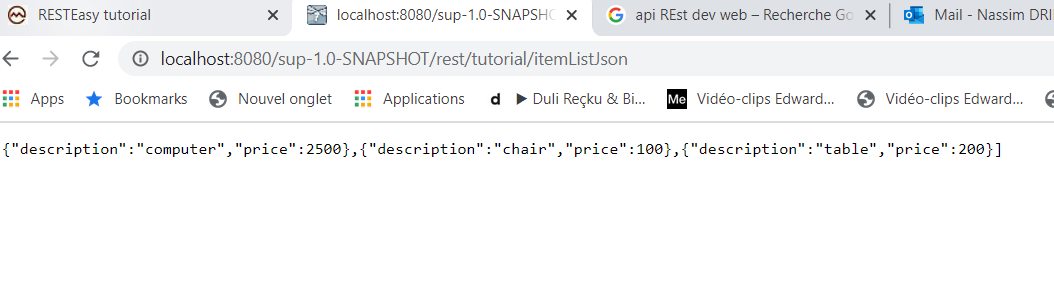 RESTEasy tutorial
localhost:8080/sup-1.0-SNAPSHO
api REst dev web – Recherche Go
Mail - Nassim DRI
localhost:8080/sup-1.0-SNAPSHOT/rest/tutorial/itemListJson
Apps
Bookmarks
Nouvel onglet
Applications
d
Duli Reçku & Bi...
Me
Vidéo-clips Edward...
Vidéo-clips Edward...
{"description":"computer","price":2500},{"description":"chair","price":100},{"description":"table","price":200}]